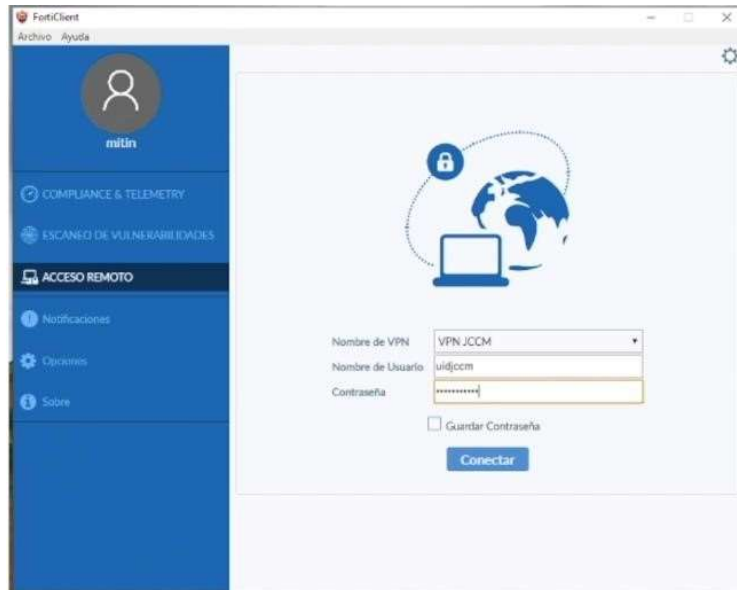 FortiClient
Archivo Ayuda
mitin
COMPLIANCE & TELEMETRY
ESCANEO DE VULNERABILIDADES
ACCESO REMOTO
Notificaciones
Opciones
Sobre
Nombre de VPN VPN JCCM
Nombre de Usuario uidjccm
Contraseña •••••••••••
Guardar Contraseña
Conectar